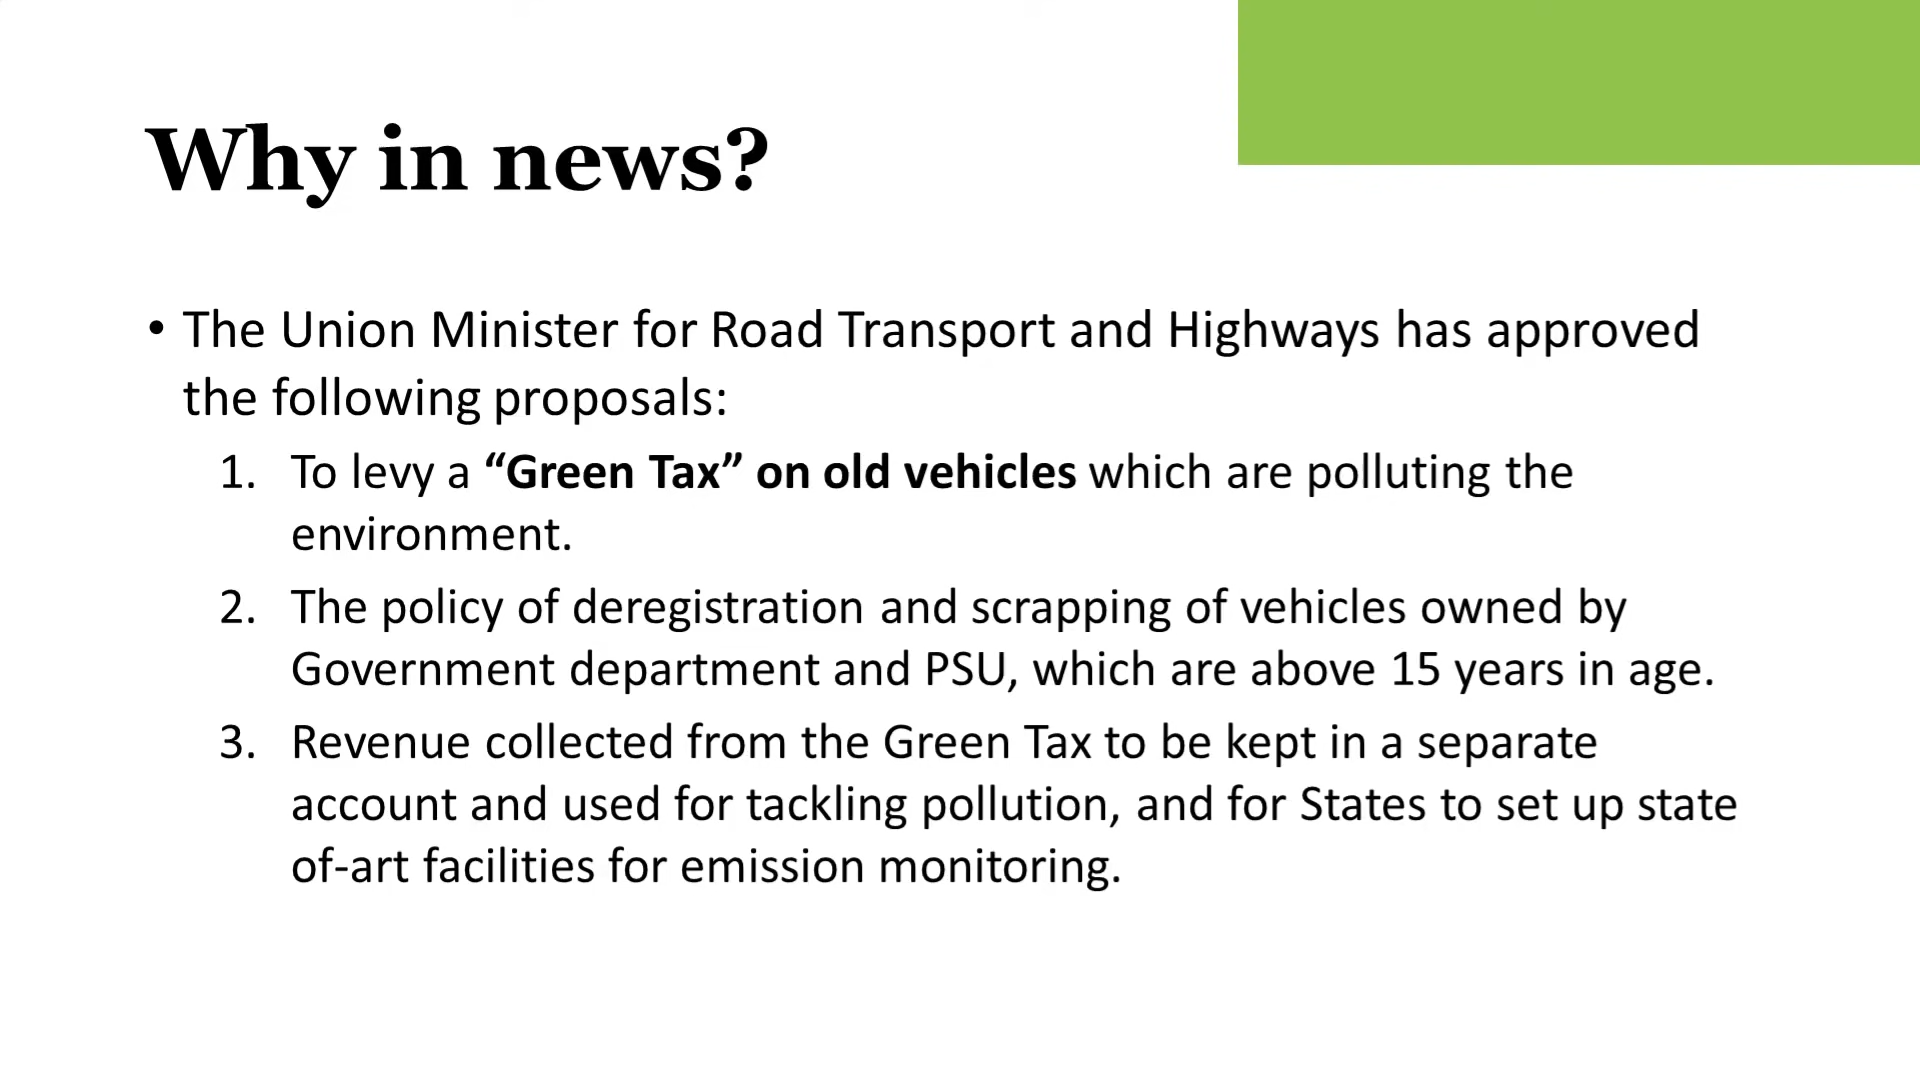 Why in news?
• The Union Minister for Road Transport and Highways has approved
the following proposals:
1. To levy a “Green Tax” on old vehicles which are polluting the
environment.
2. The policy of deregistration and scrapping of vehicles owned by
Government department and PSU, which are above 15 years in age.
3. Revenue collected from the Green Tax to be kept in a separate
account and used for tackling pollution, and for States to set up state
of-art facilities for emission monitoring.